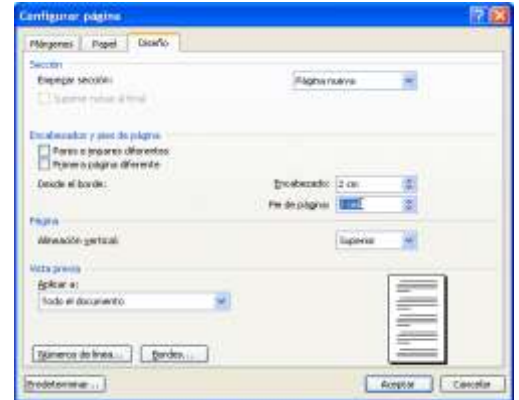 Configurar página
Márgenes Papel Diseño
Sección
Empezar sección: Página nueva
Suprimir notas al final
Encabezados y pies de página
Pares e impares diferentes
Primera página diferente
Desde el borde: Encabezado: 2 cm
Pie de página:
Página
Alineación vertical: Superior
Vista previa
Aplicar a:
Todo el documento
Números de línea... Bordes...
Predeterminar... Aceptar Cancelar